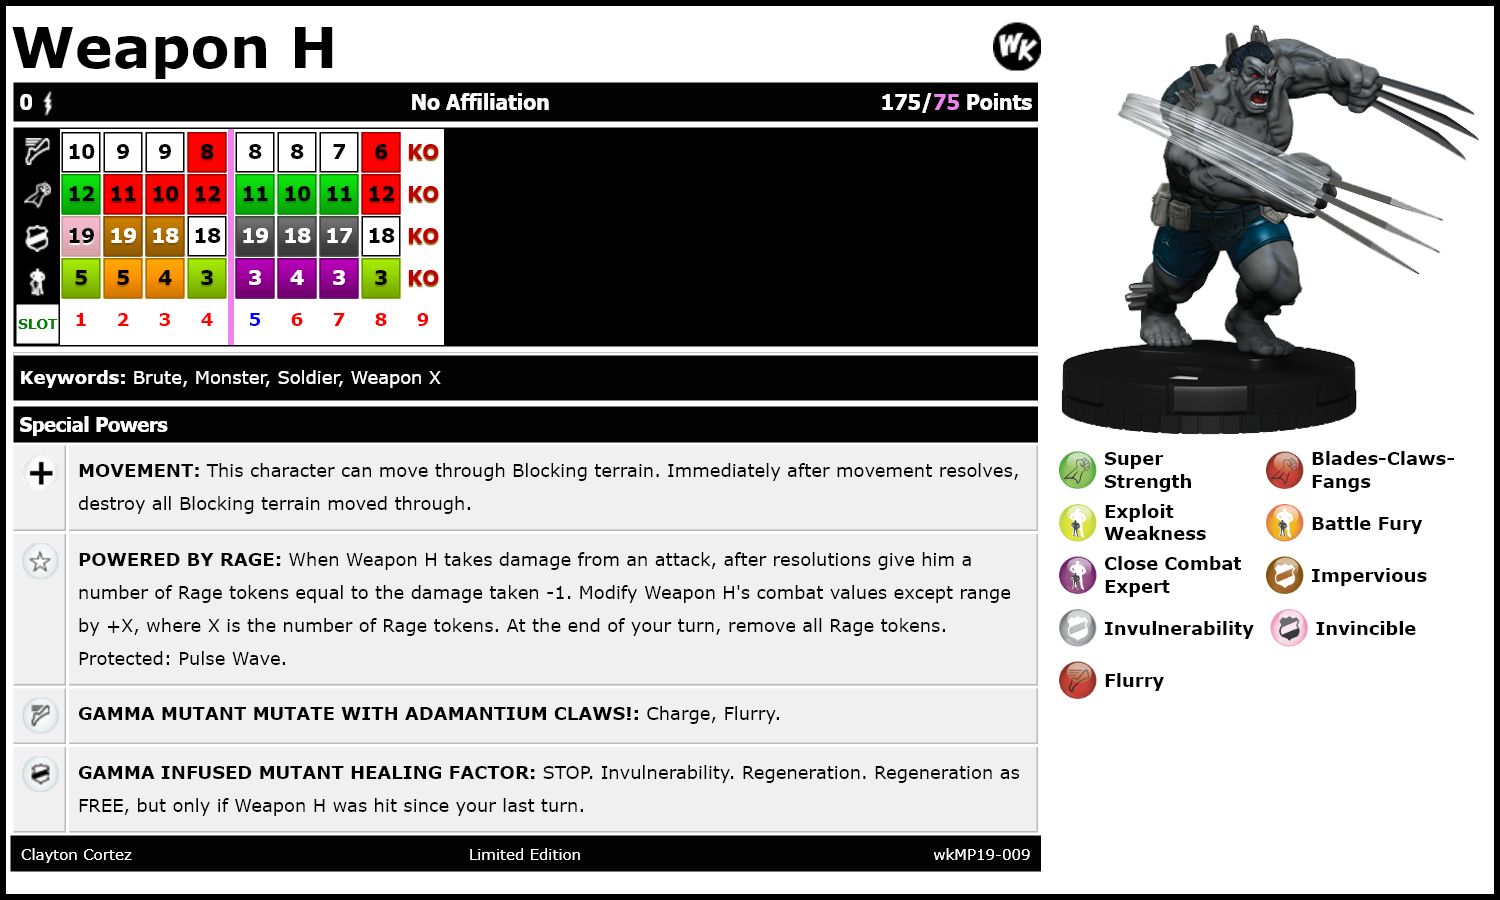 Weapon H
WK
0 No Affiliation 175/75 Points
10 9 9 8 8 8 7 6 KO
12 11 10 12 11 10 11 12 KO
19 19 18 18 19 18 17 18 KO
5 5 4 3 3 4 3 3 KO
SLOT 1 2 3 4 5 6 7 8 9
Keywords: Brute, Monster, Soldier, Weapon X
Special Powers
MOVEMENT: This character can move through Blocking terrain. Immediately after movement resolves,
destroy all Blocking terrain moved through.
POWERED BY RAGE: When Weapon H takes damage from an attack, after resolutions give him a
number of Rage tokens equal to the damage taken -1. Modify Weapon H's combat values except range
by +X, where X is the number of Rage tokens. At the end of your turn, remove all Rage tokens.
Protected: Pulse Wave.
GAMMA MUTANT MUTATE WITH ADAMANTIUM CLAWS!: Charge, Flurry.
GAMMA INFUSED MUTANT HEALING FACTOR: STOP. Invulnerability. Regeneration. Regeneration as
FREE, but only if Weapon H was hit since your last turn.
Clayton Cortez Limited Edition wkMP19-009
Super
Strength
Blades-Claws-
Fangs
Exploit
Weakness
Battle Fury
Close Combat
Expert
Impervious
Invulnerability
Invincible
Flurry